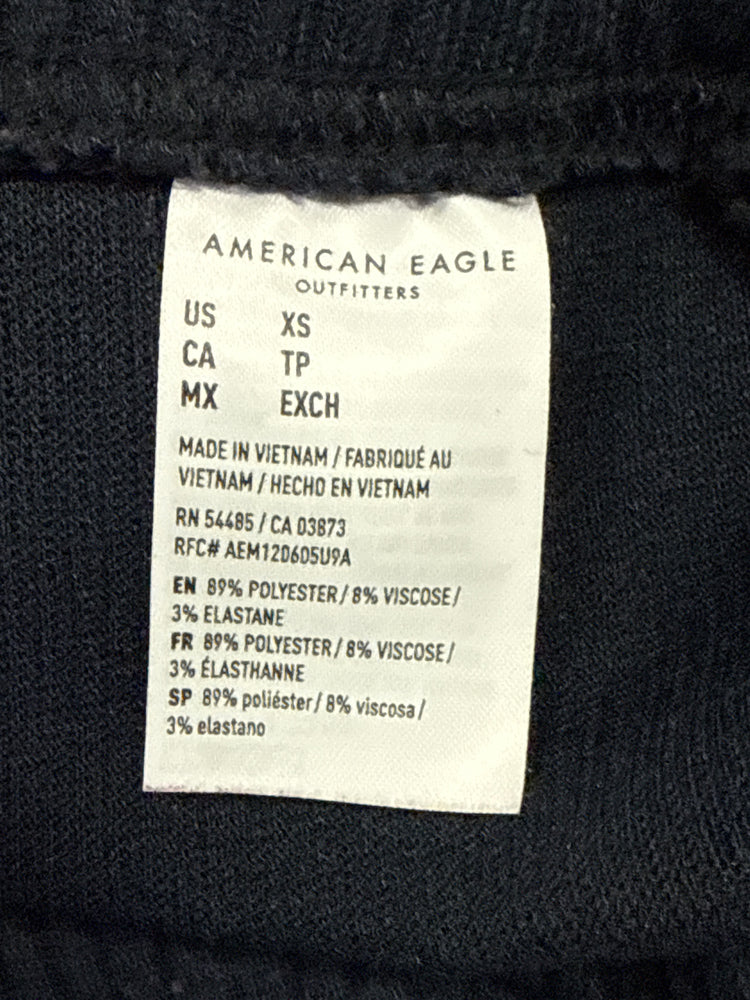 AMERICAN EAGLE
OUTFITTERS
US XS
CA TP
MX EXCH
MADE IN VIETNAM / FABRIQUÉ AU
VIETNAM / HECHO EN VIETNAM
RN 54485 / CA 03873
RFC# AEM120605U9A
EN 89% POLYESTER / 8% VISCOSE /
3% ELASTANE
FR 89% POLYESTER / 8% VISCOSE /
3% ÉLASTHANNE
SP 89% poliéster / 8% viscosa /
3% elastano